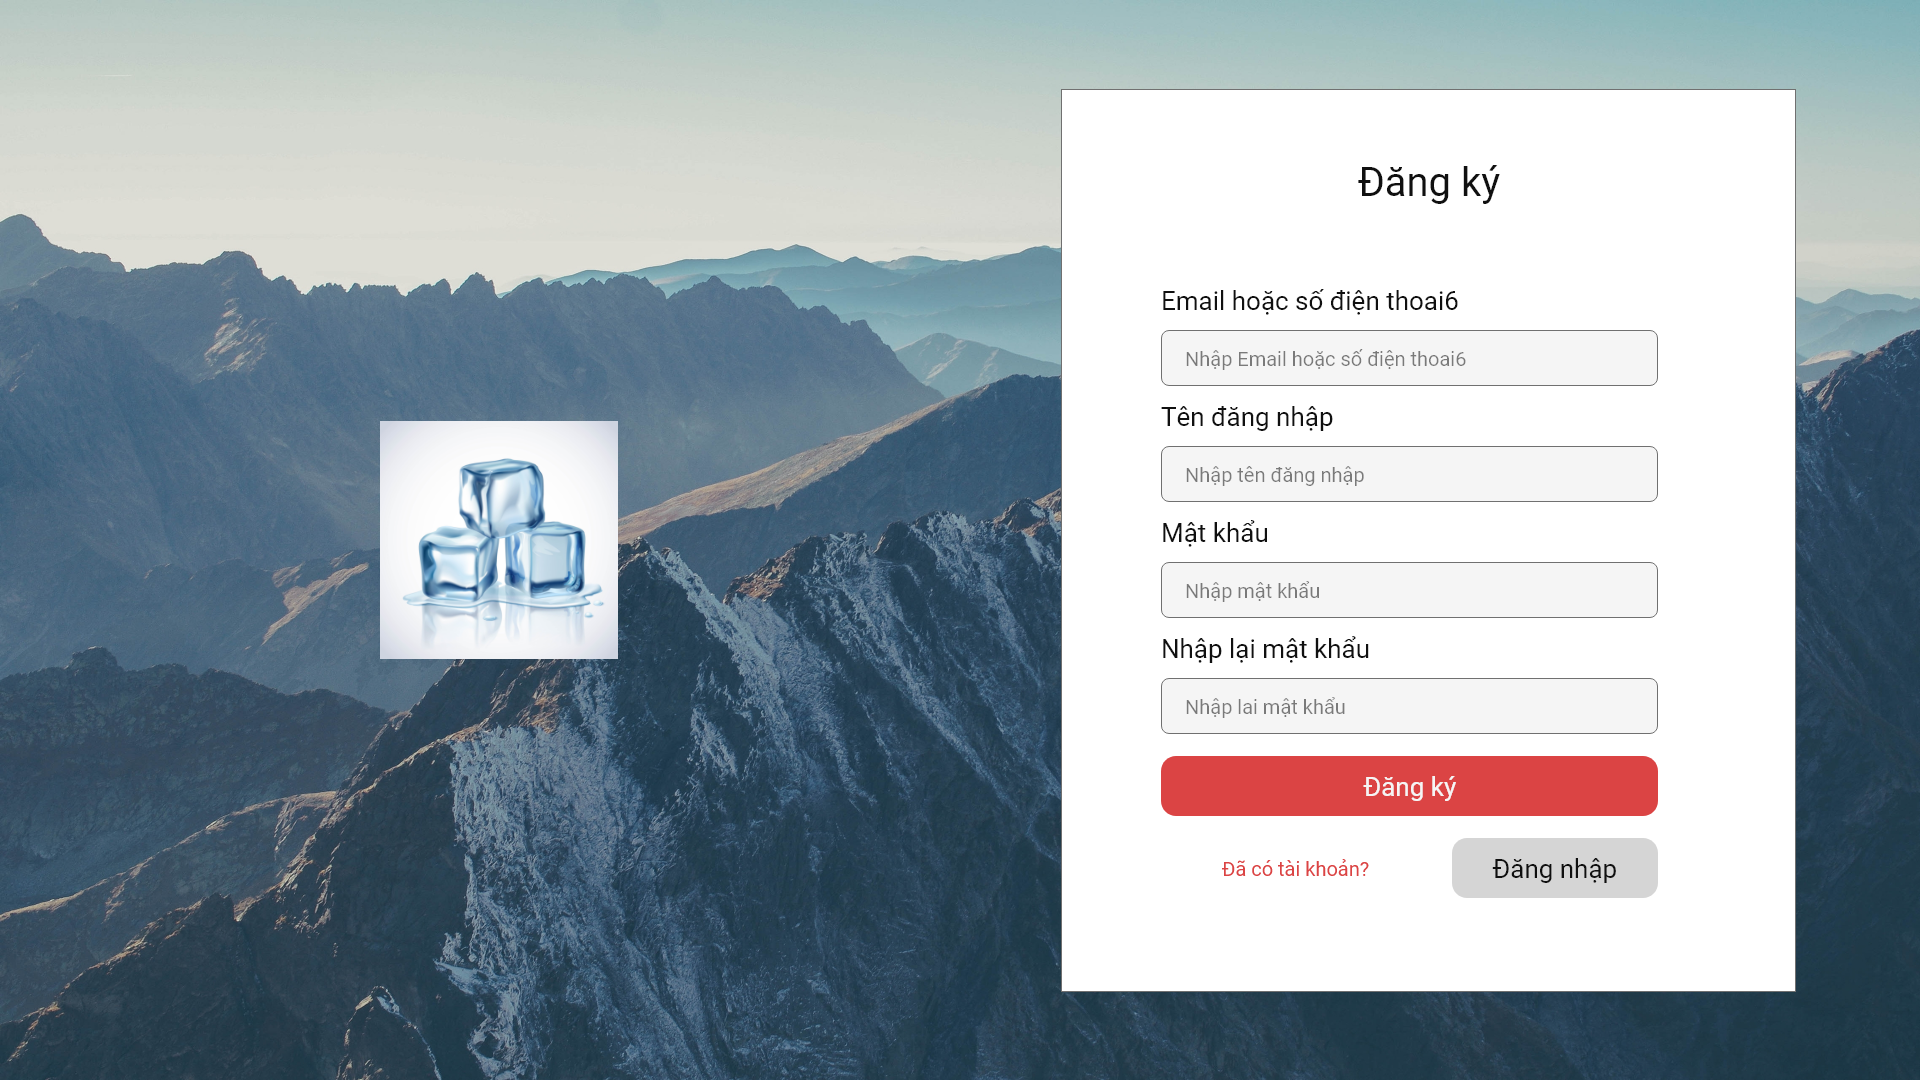 Đăng ký
Email hoặc số điện thoai6
Nhập Email hoặc số điện thoai6
Tên đăng nhập
Nhập tên đăng nhập
Mật khẩu
Nhập mật khẩu
Nhập lại mật khẩu
Nhập lai mật khẩu
Đăng ký
Đã có tài khoản?
Đăng nhập